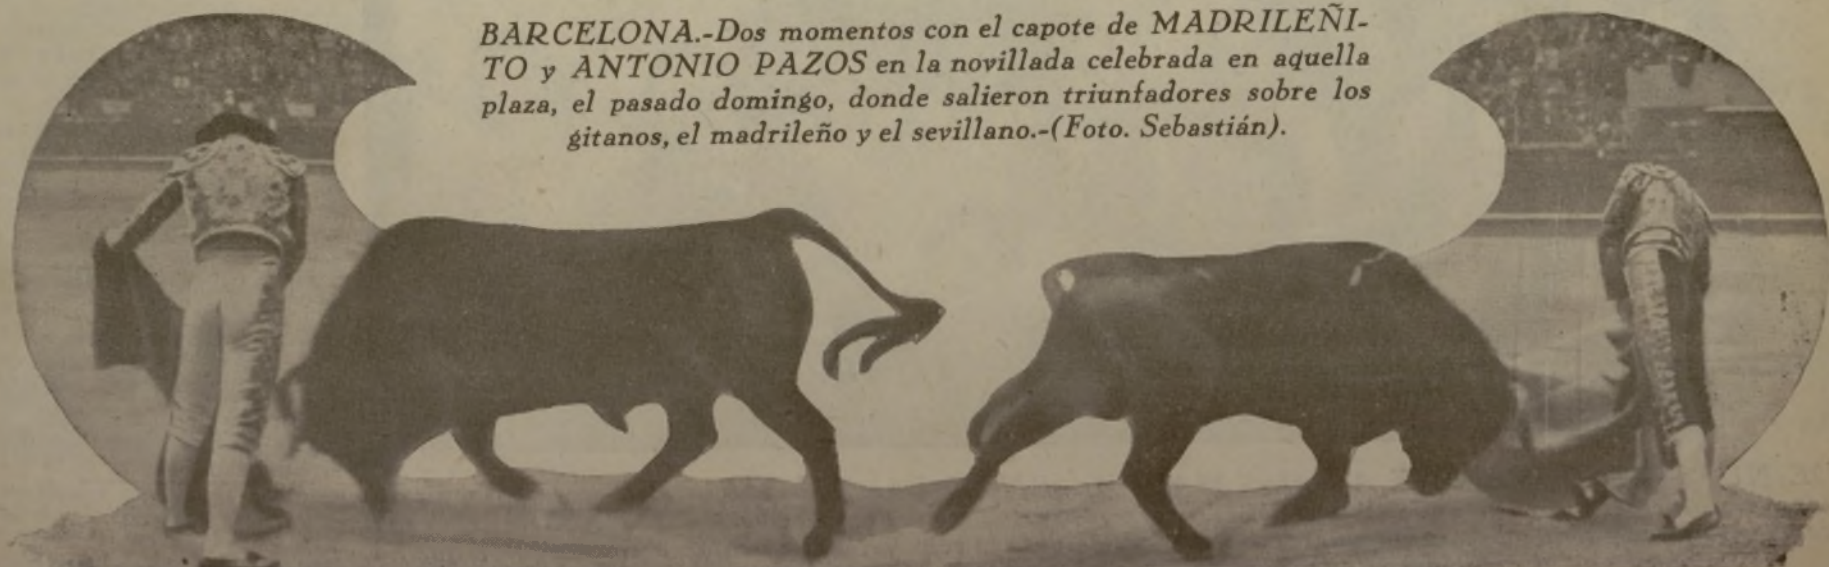 BARCELONA.-Dos momentos con el capote de MADRILEÑI-
TO y ANTONIO PAZOS en la novillada celebrada en aquella
plaza, el pasado domingo, donde salieron triunfadores sobre los
gitanos, el madrileño y el sevillano.-(Foto. Sebastián).